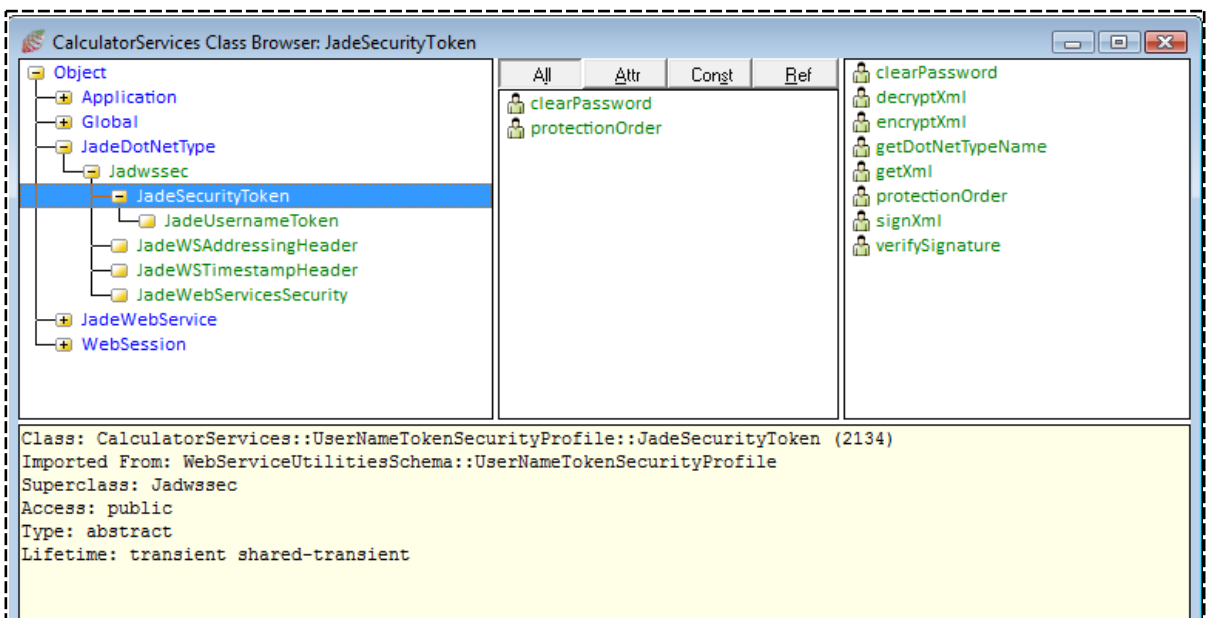 CalculatorServices Class Browser: JadeSecurityToken
Object
Application
Global
JadeDotNetType
Jadwssec
JadeSecurityToken
JadeUsernameToken
JadeWSAddressingHeader
JadeWSTimestampHeader
JadeWebServicesSecurity
JadeWebService
WebSession
All Attr Const Ref
clearPassword
protectionOrder
clearPassword
decryptXml
encryptXml
getDotNetTypeName
getXml
protectionOrder
signXml
verifySignature
Class: CalculatorServices::UserNameTokenSecurityProfile::JadeSecurityToken (2134)
Imported From: WebServiceUtilitiesSchema::UserNameTokenSecurityProfile
Superclass: Jadwssec
Access: public
Type: abstract
Lifetime: transient shared-transient